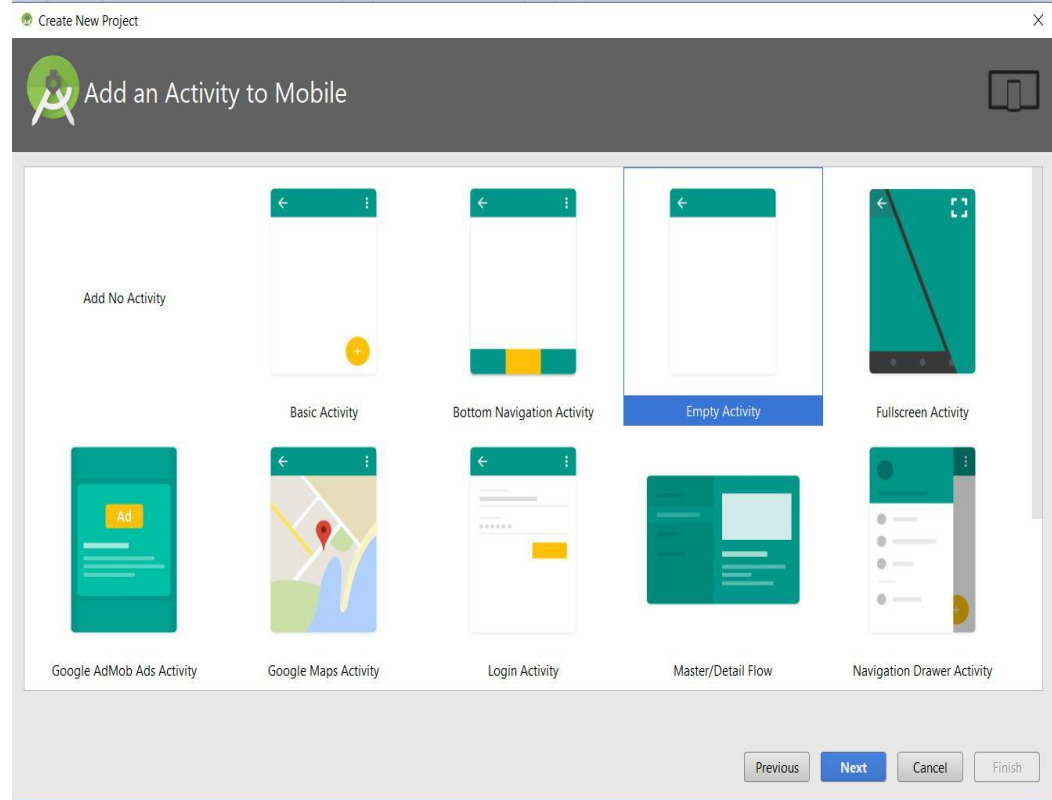 Create New Project
Add an Activity to Mobile
Add No Activity
Basic Activity
Bottom Navigation Activity
Empty Activity
Fullscreen Activity
Ad
Google AdMob Ads Activity
Google Maps Activity
Login Activity
Master/Detail Flow
Navigation Drawer Activity
Previous
Next
Cancel
Finish